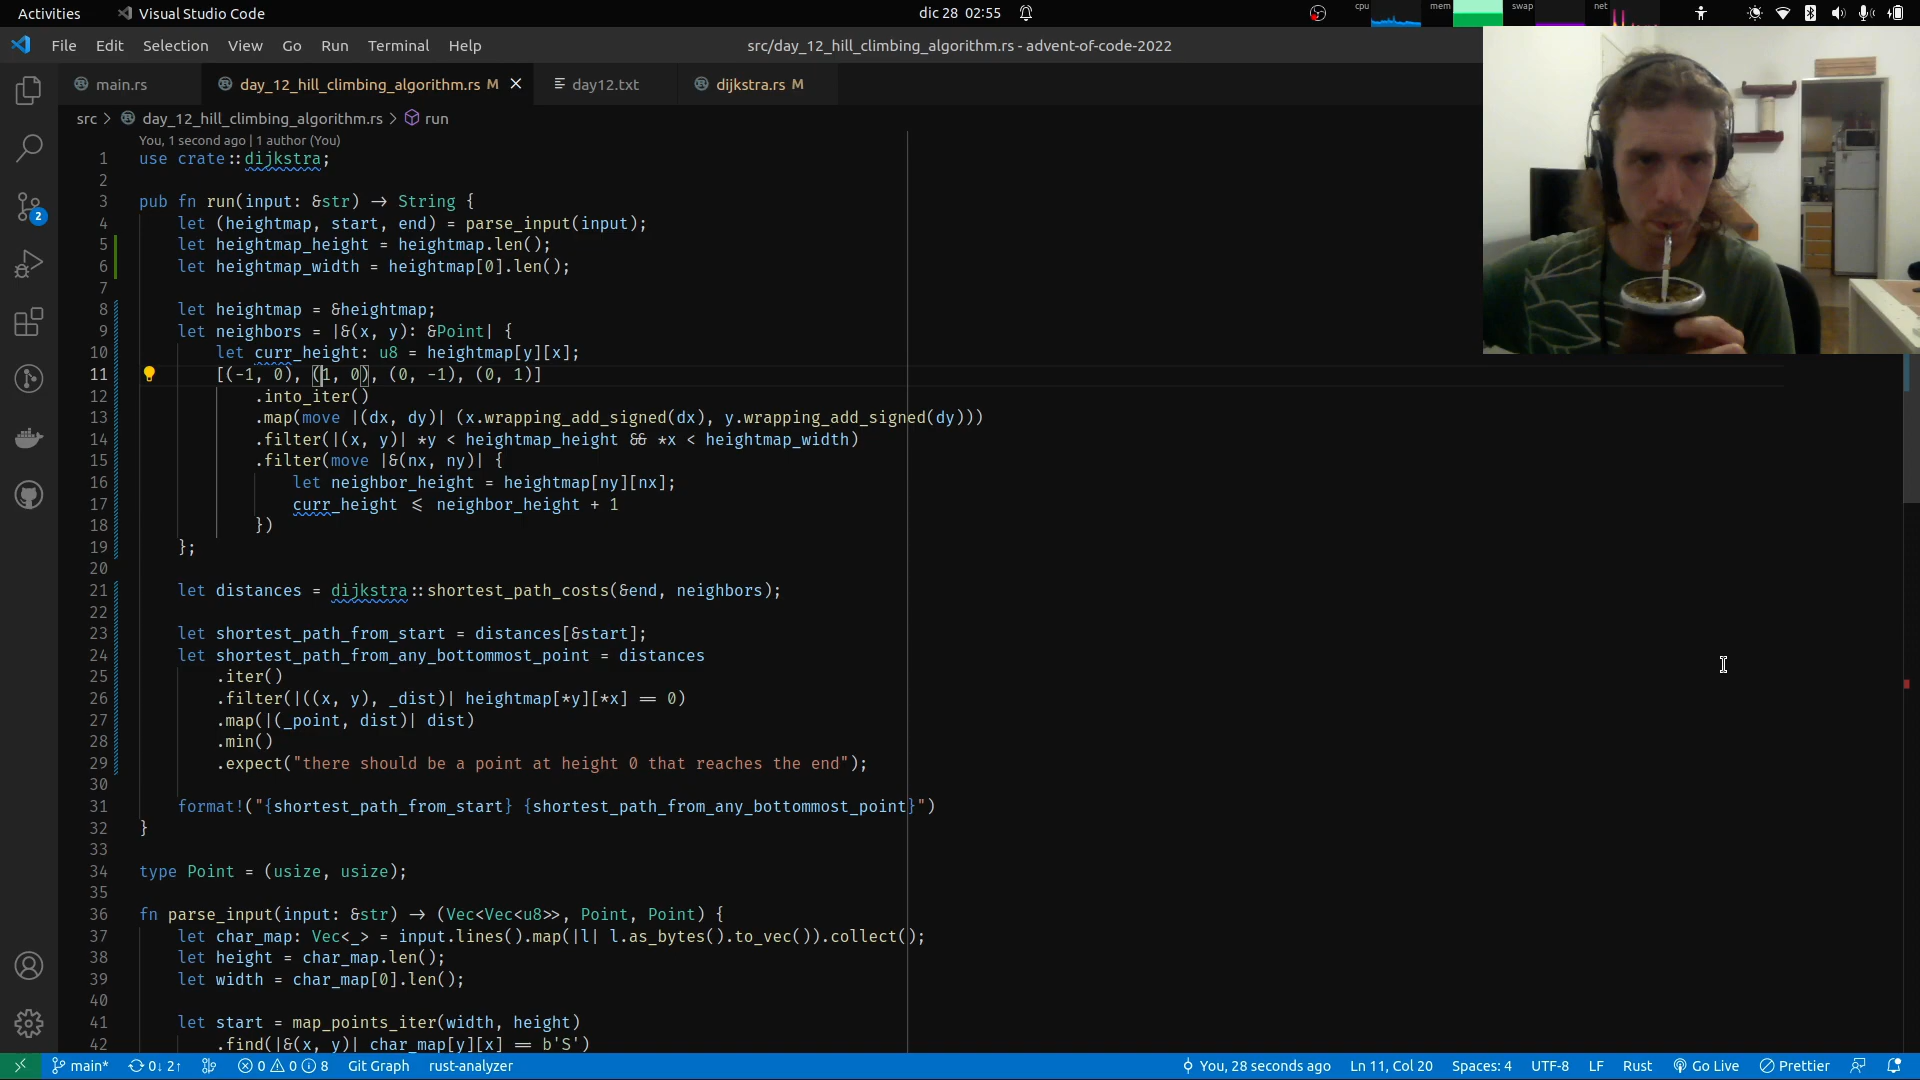 Activities Visual Studio Code dic 28 02:55 cpu mem swap net
File Edit Selection View Go Run Terminal Help src/day_12_hill_climbing_algorithm.rs - advent-of-code-2022
main.rs day_12_hill_climbing_algorithm.rs M day12.txt dijkstra.rs M
src > day_12_hill_climbing_algorithm.rs > run
You, 1 second ago | 1 author (You)
1 use crate::dijkstra;
2
3 pub fn run(input: &str) -> String {
4 let (heightmap, start, end) = parse_input(input);
5 let heightmap_height = heightmap.len();
6 let heightmap_width = heightmap[0].len();
7
8 let heightmap = &heightmap;
9 let neighbors = |&(x, y): &Point| {
10 let curr_height: u8 = heightmap[y][x];
11 [(-1, 0), (1, 0), (0, -1), (0, 1)]
12 .into_iter()
13 .map(move |(dx, dy)| (x.wrapping_add_signed(dx), y.wrapping_add_signed(dy)))
14 .filter(|(x, y)| *y < heightmap_height && *x < heightmap_width)
15 .filter(move |&(nx, ny)| {
16 let neighbor_height = heightmap[ny][nx];
17 curr_height <= neighbor_height + 1
18 })
19 };
20
21 let distances = dijkstra::shortest_path_costs(&end, neighbors);
22
23 let shortest_path_from_start = distances[&start];
24 let shortest_path_from_any_bottommost_point = distances
25 .iter()
26 .filter(|((x, y), _dist)| heightmap[*y][*x] == 0)
27 .map(|(_point, dist)| dist)
28 .min()
29 .expect("there should be a point at height 0 that reaches the end");
30
31 format!("{shortest_path_from_start} {shortest_path_from_any_bottommost_point}")
32 }
33
34 type Point = (usize, usize);
35
36 fn parse_input(input: &str) -> (Vec<Vec<u8>>, Point, Point) {
37 let char_map: Vec<_> = input.lines().map(|l| l.as_bytes().to_vec()).collect();
38 let height = char_map.len();
39 let width = char_map[0].len();
40
41 let start = map_points_iter(width, height)
42 .find(|&(x, y)| char_map[y][x] == b'S')
2
main* 0↓ 2↑ 0 0 8 Git Graph rust-analyzer You, 28 seconds ago Ln 11, Col 20 Spaces: 4 UTF-8 LF Rust Go Live Prettier